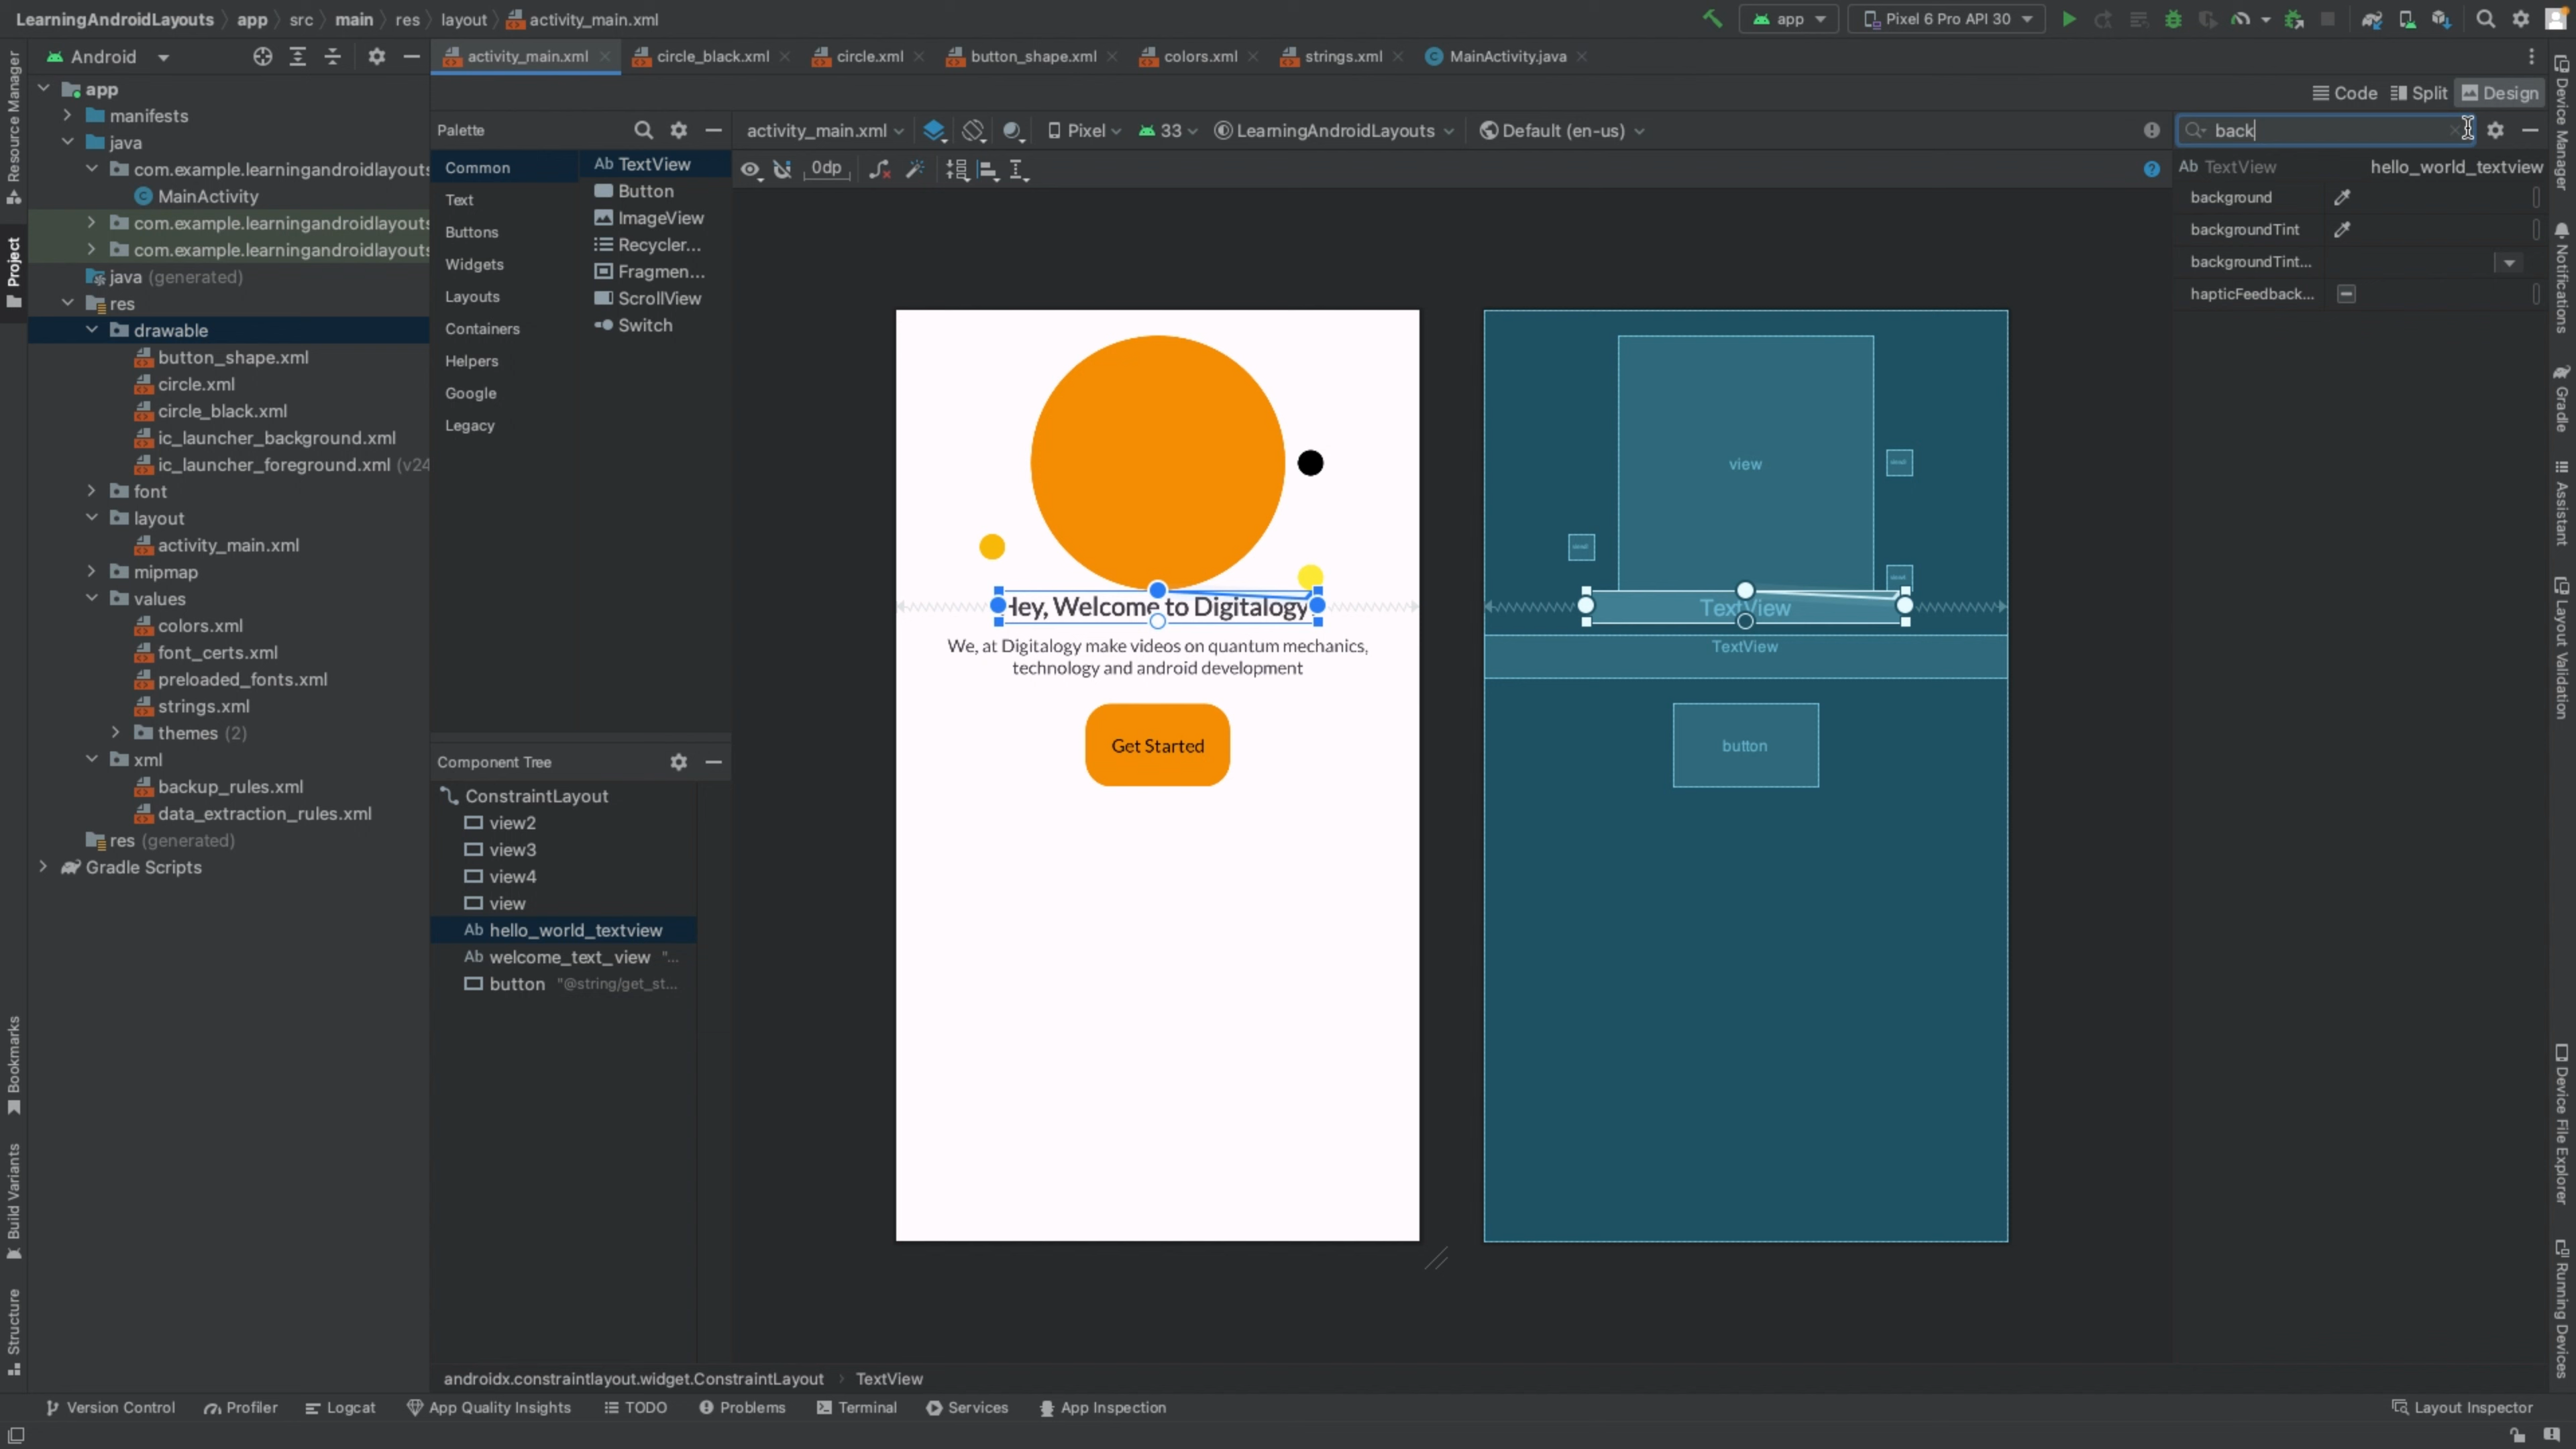 LearningAndroidLayouts app src main res layout activity_main.xml
app Pixel 6 Pro API 30
Android
activity_main.xml circle_black.xml circle.xml button_shape.xml colors.xml strings.xml MainActivity.java
Code Split Design
Resource Manager
Project
Bookmarks
Build Variants
Structure
app
manifests
java
com.example.learningandroidlayouts
MainActivity
com.example.learningandroidlayouts
com.example.learningandroidlayouts
java (generated)
res
drawable
button_shape.xml
circle.xml
circle_black.xml
ic_launcher_background.xml
ic_launcher_foreground.xml (v24
font
layout
activity_main.xml
mipmap
values
colors.xml
font_certs.xml
preloaded_fonts.xml
strings.xml
themes (2)
xml
backup_rules.xml
data_extraction_rules.xml
res (generated)
Gradle Scripts
Palette
Common
Text
Buttons
Widgets
Layouts
Containers
Helpers
Google
Legacy
Ab TextView
Button
ImageView
Recycler...
Fragmen...
ScrollView
Switch
Component Tree
ConstraintLayout
view2
view3
view4
view
Ab hello_world_textview
Ab welcome_text_view "...
button "@string/get_st...
activity_main.xml Pixel 33 LearningAndroidLayouts Default (en-us)
0dp
Hey, Welcome to Digitalogy
We, at Digitalogy make videos on quantum mechanics,
technology and android development
Get Started
view
TextView
TextView
button
back
Ab TextView hello_world_textview
background
backgroundTint
backgroundTint...
hapticFeedback...
Device Manager
Notifications
Gradle
Assistant
Layout Validation
Device File Explorer
Running Devices
androidx.constraintlayout.widget.ConstraintLayout TextView
Version Control Profiler Logcat App Quality Insights TODO Problems Terminal Services App Inspection Layout Inspector